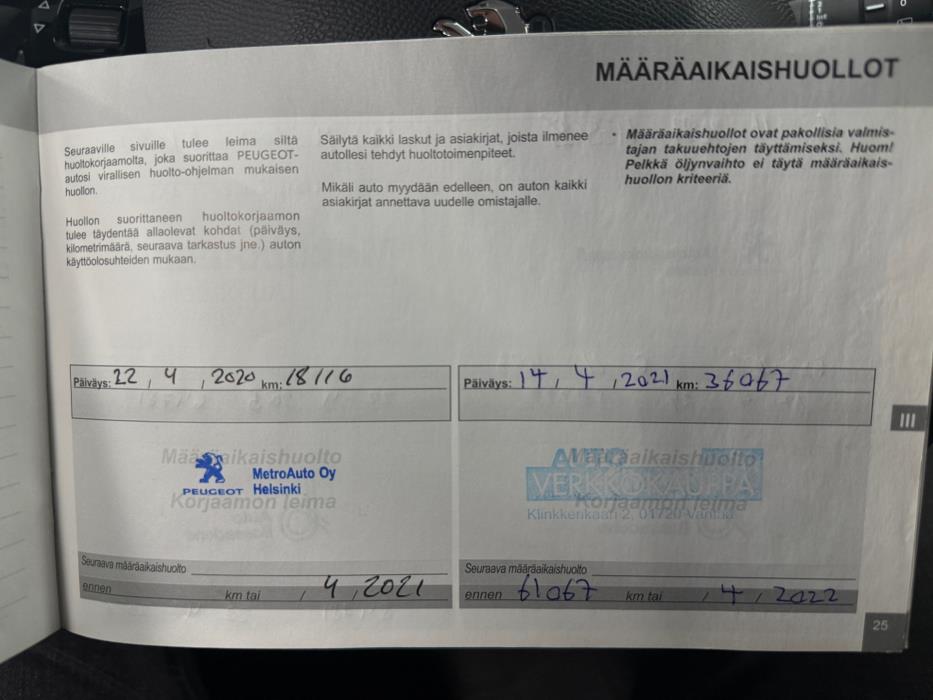 MÄÄRÄAIKAISHUOLLOT
Seuraaville sivuille tulee leima siltä
huoltokorjaamolta, joka suorittaa PEUGEOT-
autosi virallisen huolto-ohjelman mukaisen
huollon.
Huollon suorittaneen huoltokorjaamon
tulee täydentää allaolevat kohdat (päiväys,
kilometrimäärä, seuraava tarkastus jne.) auton
käyttöolosuhteiden mukaan.
Säilytä kaikki laskut ja asiakirjat, joista ilmenee
autollesi tehdyt huoltotoimenpiteet.
Mikäli auto myydään edelleen, on auton kaikki
asiakirjat annettava uudelle omistajalle.
• Määräaikaishuollot ovat pakollisia valmis-
tajan takuuehtojen täyttämiseksi. Huom!
Pelkkä öljynvaihto ei täytä määräaikais-
huollon kriteeriä.
Päiväys: 22 , 4 , 2020 km: 18116
Määräaikaishuolto
PEUGEOT
MetroAuto Oy
Helsinki
Korjaamon leima
Seuraava määräaikaishuolto
ennen km tai / 4 , 2021
Päiväys: 14 , 4 , 2021 km: 36067
Määräaikaishuolto
AUTO
VERKKOKAUPPA
Korjaamon leima
Klinkkerikaari 2, 01720 Vantaa
Seuraava määräaikaishuolto
ennen 61067 km tai / 4 , 2022
III
25